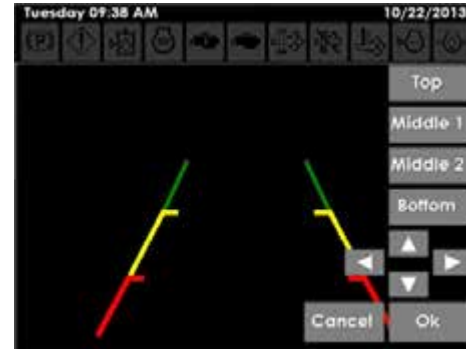 Tuesday 09:38 AM 10/22/2013
(P)
Top
Middle 1
Middle 2
Bottom
Cancel Ok